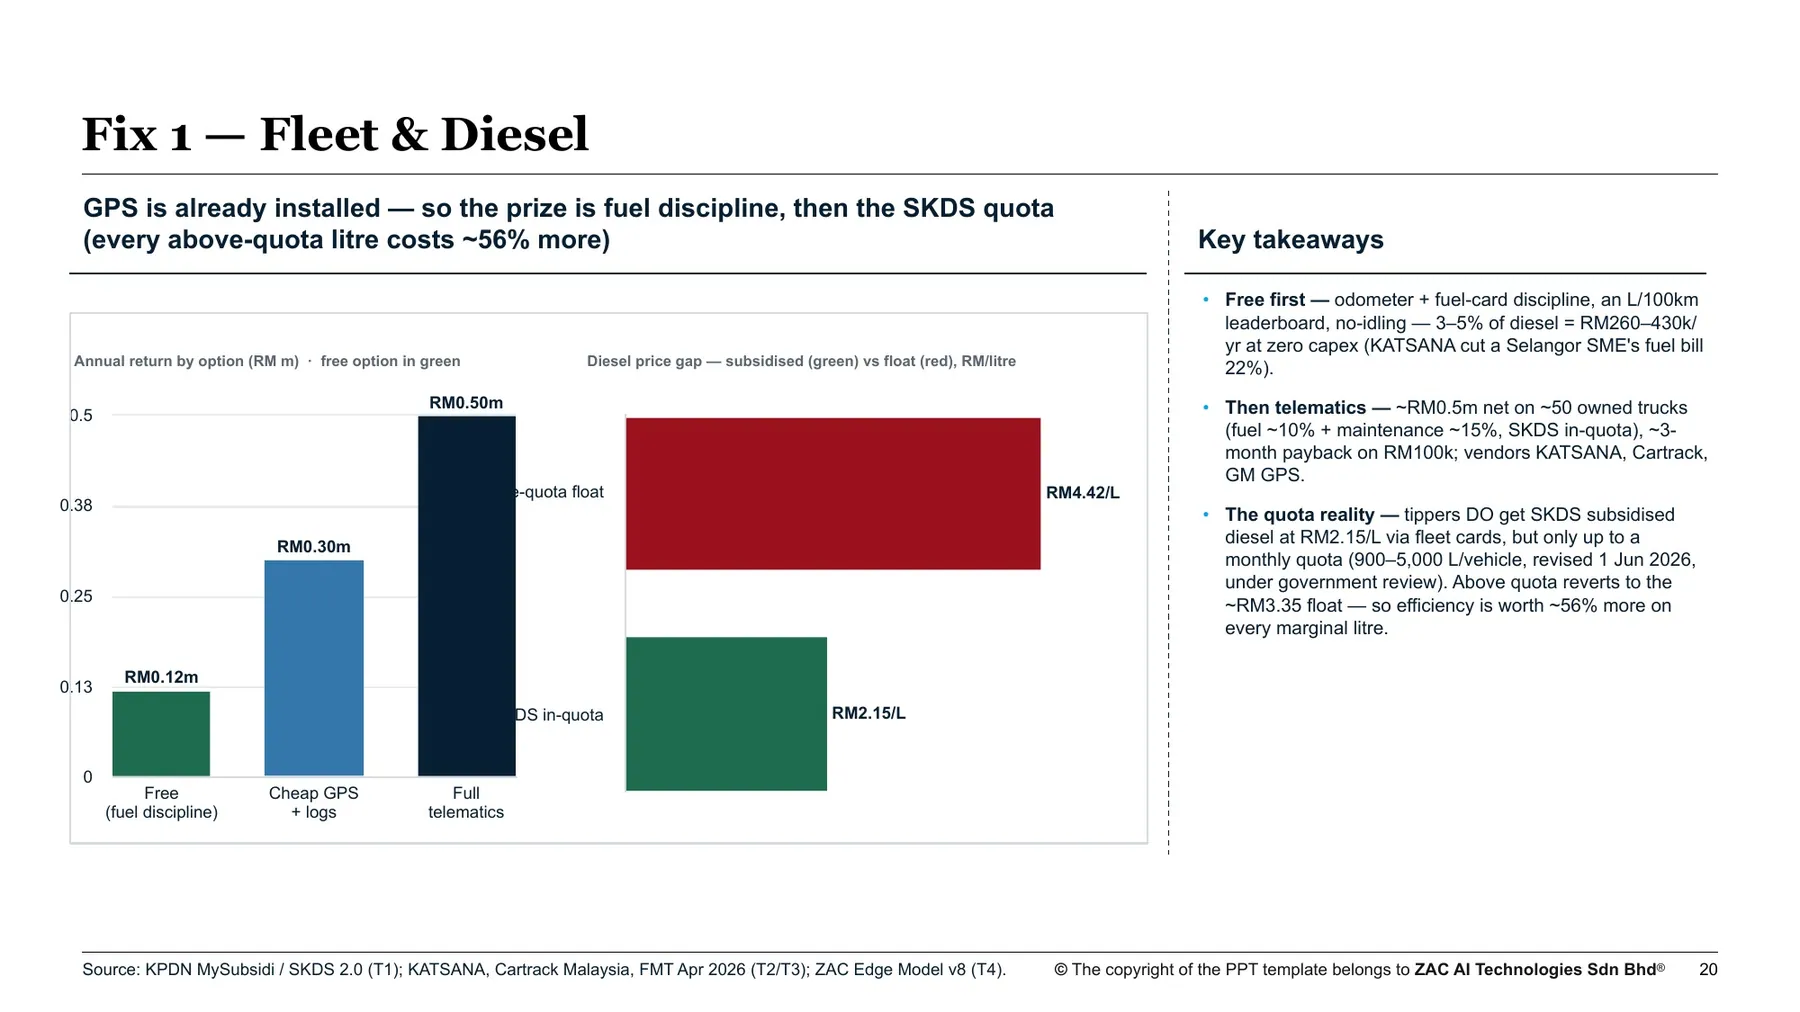 Fix 1 — Fleet & Diesel
GPS is already installed — so the prize is fuel discipline, then the SKDS quota
(every above-quota litre costs ~56% more)
Annual return by option (RM m) · free option in green
0.5
0.38
0.25
0.13
0
RM0.12m
RM0.30m
RM0.50m
Free
(fuel discipline)
Cheap GPS
+ logs
Full
telematics
Diesel price gap — subsidised (green) vs float (red), RM/litre
e-quota float
RM4.42/L
DS in-quota
RM2.15/L
Key takeaways
• Free first — odometer + fuel-card discipline, an L/100km
leaderboard, no-idling — 3–5% of diesel = RM260–430k/
yr at zero capex (KATSANA cut a Selangor SME's fuel bill
22%).
• Then telematics — ~RM0.5m net on ~50 owned trucks
(fuel ~10% + maintenance ~15%, SKDS in-quota), ~3-
month payback on RM100k; vendors KATSANA, Cartrack,
GM GPS.
• The quota reality — tippers DO get SKDS subsidised
diesel at RM2.15/L via fleet cards, but only up to a
monthly quota (900–5,000 L/vehicle, revised 1 Jun 2026,
under government review). Above quota reverts to the
~RM3.35 float — so efficiency is worth ~56% more on
every marginal litre.
Source: KPDN MySubsidi / SKDS 2.0 (T1); KATSANA, Cartrack Malaysia, FMT Apr 2026 (T2/T3); ZAC Edge Model v8 (T4).
© The copyright of the PPT template belongs to ZAC AI Technologies Sdn Bhd®
20